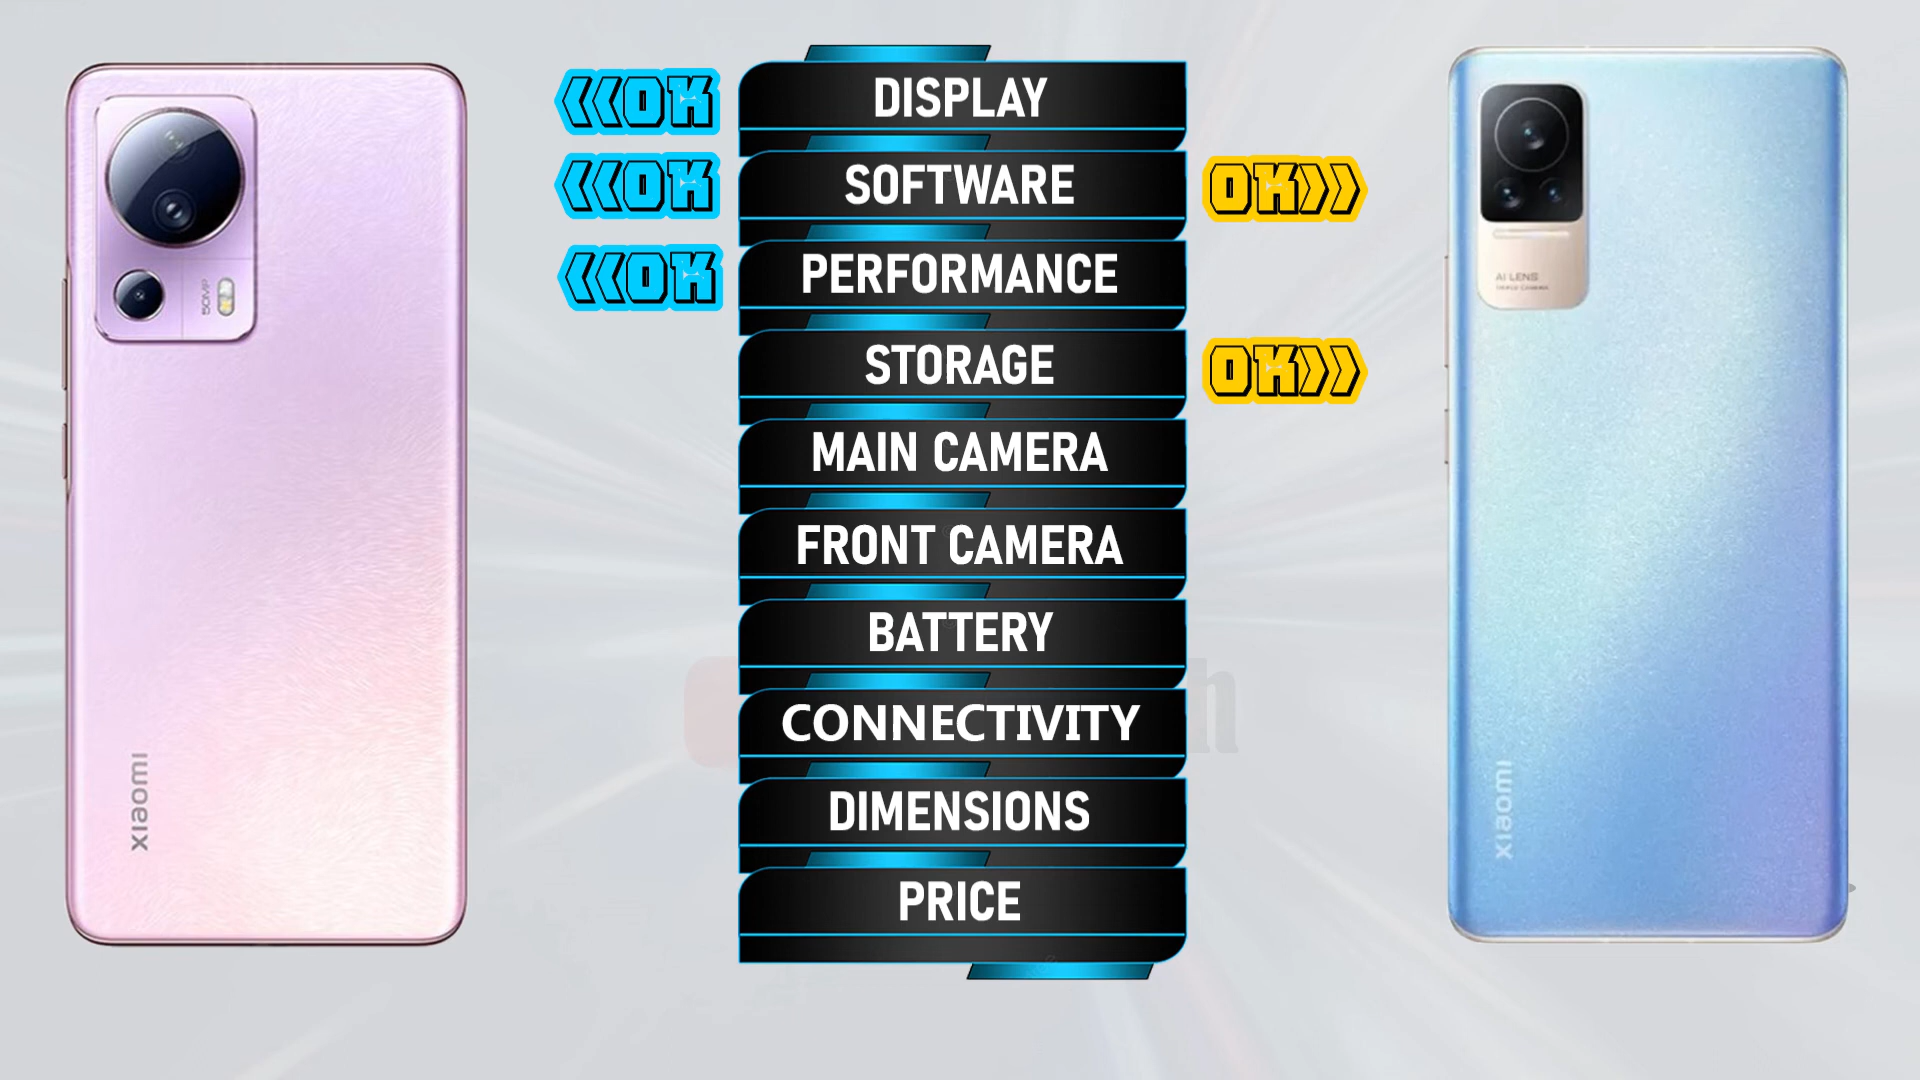 <<OK DISPLAY
<<OK SOFTWARE OK>>
<<OK PERFORMANCE
STORAGE OK>>
MAIN CAMERA
FRONT CAMERA
BATTERY
CONNECTIVITY
DIMENSIONS
PRICE
50MP
xiaomi
AI LENS
xiaomi